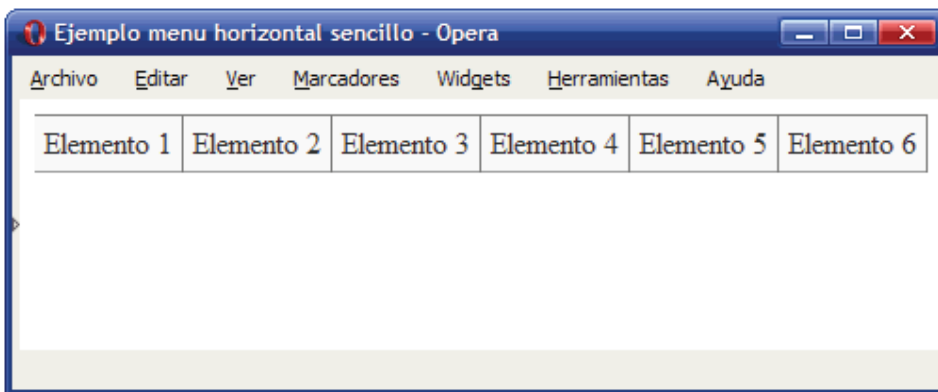 Ejemplo menu horizontal sencillo - Opera
Archivo Editar Ver Marcadores Widgets Herramientas Ayuda
Elemento 1 Elemento 2 Elemento 3 Elemento 4 Elemento 5 Elemento 6